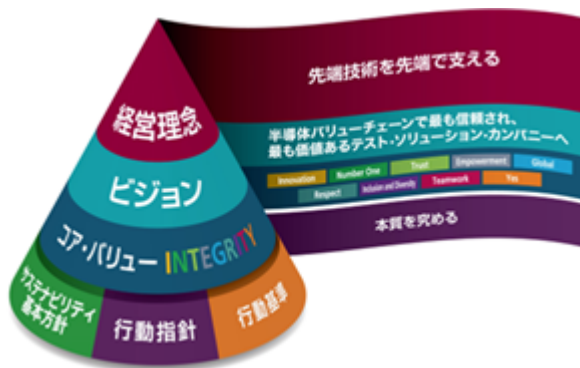 経営理念
先端技術を先端で支える
ビジョン
半導体バリューチェーンで最も信頼され、
最も価値あるテスト・ソリューション・カンパニーへ
コア・バリュー INTEGRITY
Innovation Number One Trust Empowerment Global
Respect Inclusion and Diversity Teamwork Yes
サステナビリティ
基本方針
行動指針
行動基準
本質を究める